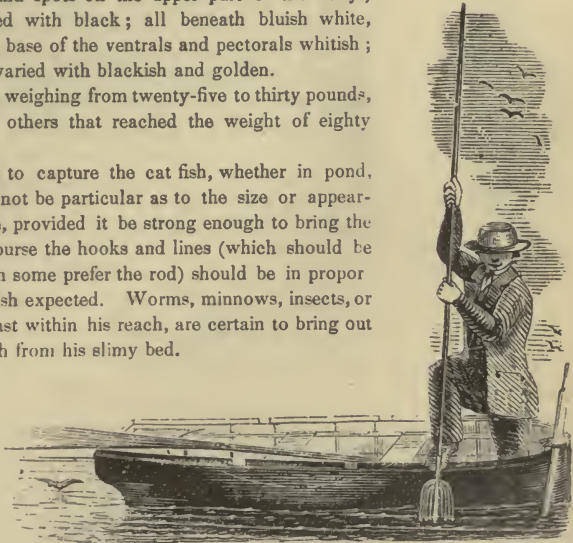 ed with black; all beneath bluish white,
base of the ventrals and pectorals whitish;
varied with blackish and golden.
weighing from twenty-five to thirty pounds,
others that reached the weight of eighty
to capture the cat fish, whether in pond,
not be particular as to the size or appear-
provided it be strong enough to bring the
ourse the hooks and lines (which should be
some prefer the rod) should be in propor
sh expected. Worms, minnows, insects, or
ast within his reach, are certain to bring out
h from his slimy bed.